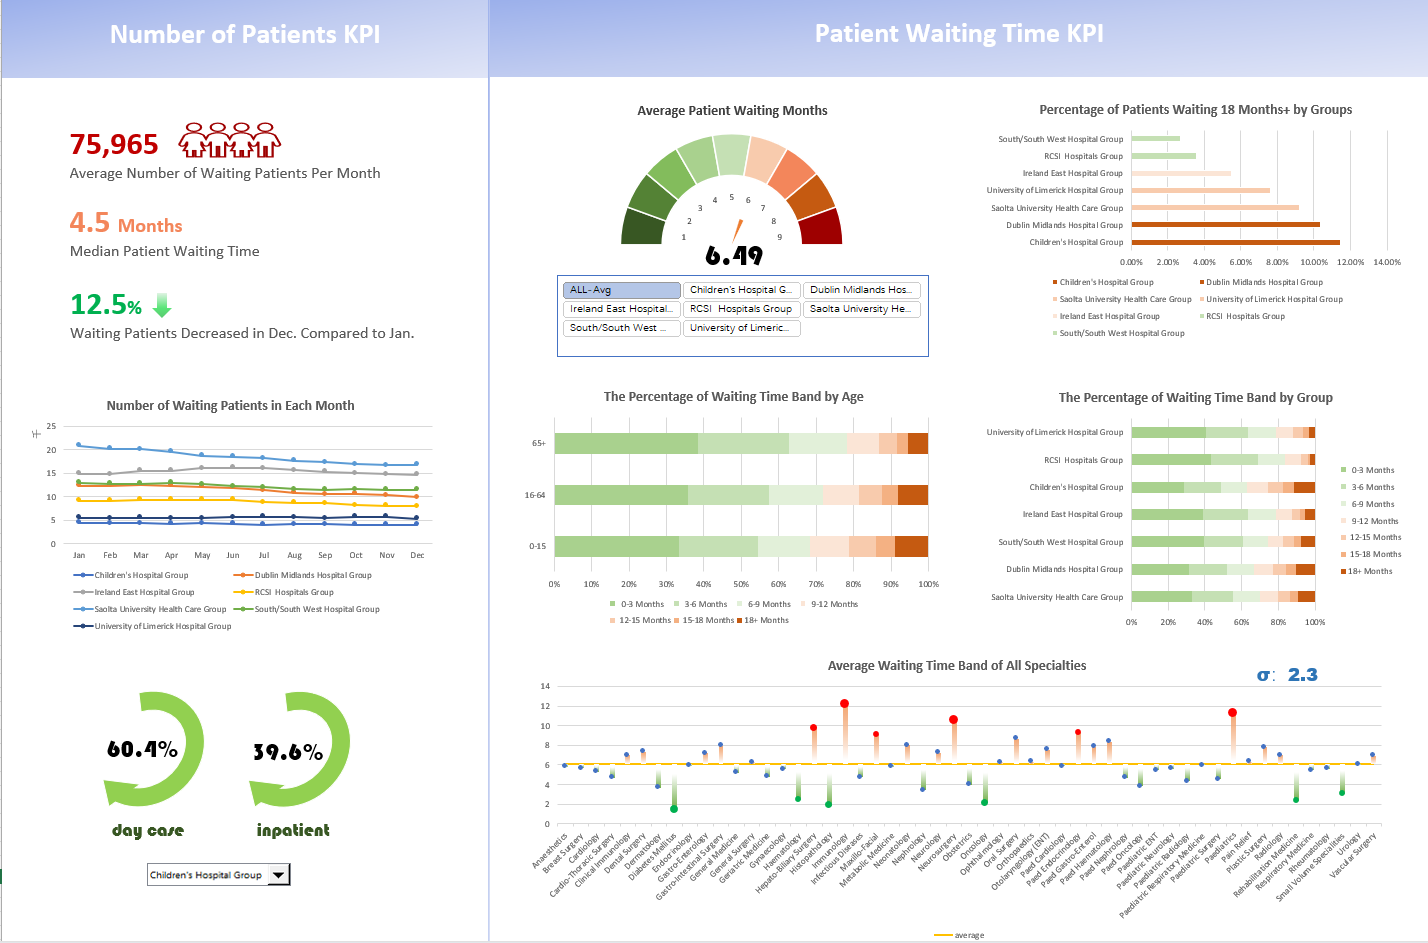 Number of Patients KPI
Patient Waiting Time KPI
75,965
Average Number of Waiting Patients Per Month
4.5 Months
Median Patient Waiting Time
12.5%
Waiting Patients Decreased in Dec. Compared to Jan.
Number of Waiting Patients in Each Month
千
25
20
15
10
5
0
Jan Feb Mar Apr May Jun Jul Aug Sep Oct Nov Dec
Children's Hospital Group
Dublin Midlands Hospital Group
Ireland East Hospital Group
RCSI Hospitals Group
Saolta University Health Care Group
South/South West Hospital Group
University of Limerick Hospital Group
60.4%
day case
39.6%
inpatient
Children's Hospital Group
Average Patient Waiting Months
1 2 3 4 5 6 7 8 9
6.49
ALL-Avg
Children's Hospital G...
Dublin Midlands Hos...
Ireland East Hospital...
RCSI Hospitals Group
Saolta University He...
South/South West ...
University of Limeric...
Percentage of Patients Waiting 18 Months+ by Groups
South/South West Hospital Group
RCSI Hospitals Group
Ireland East Hospital Group
University of Limerick Hospital Group
Saolta University Health Care Group
Dublin Midlands Hospital Group
Children's Hospital Group
0.00% 2.00% 4.00% 6.00% 8.00% 10.00% 12.00% 14.00%
Children's Hospital Group
Dublin Midlands Hospital Group
Saolta University Health Care Group
University of Limerick Hospital Group
Ireland East Hospital Group
RCSI Hospitals Group
South/South West Hospital Group
The Percentage of Waiting Time Band by Age
65+
16-64
0-15
0% 10% 20% 30% 40% 50% 60% 70% 80% 90% 100%
0-3 Months 3-6 Months 6-9 Months 9-12 Months
12-15 Months 15-18 Months 18+ Months
The Percentage of Waiting Time Band by Group
University of Limerick Hospital Group
RCSI Hospitals Group
Children's Hospital Group
Ireland East Hospital Group
South/South West Hospital Group
Dublin Midlands Hospital Group
Saolta University Health Care Group
0% 20% 40% 60% 80% 100%
0-3 Months
3-6 Months
6-9 Months
9-12 Months
12-15 Months
15-18 Months
18+ Months
Average Waiting Time Band of All Specialties
σ: 2.3
14
12
10
8
6
4
2
0
Anaesthetics
Breast Surgery
Cardiology
Cardio-Thoracic Surgery
Clinical Immunology
Dental Surgery
Dermatology
Diabetes Mellitus
Endocrinology
Gastro-Enterology
Gastro-Intestinal Surgery
General Medicine
General Surgery
Geriatric Medicine
Gynaecology
Haematology
Hepato-Biliary Surgery
Histopathology
Immunology
Infectious Diseases
Maxillo-Facial
Metabolic Medicine
Neonatology
Nephrology
Neurology
Neurosurgery
Obstetrics
Oncology
Ophthalmology
Oral Surgery
Orthopaedics
Otolaryngology (ENT)
Paed Cardiology
Paed Endocrinology
Paed Gastro-Enterol
Paed Haematology
Paed Nephrology
Paed Oncology
Paediatric ENT
Paediatric Neurology
Paediatric Radiology
Paediatric Respiratory Medicine
Paediatric Surgery
Paediatrics
Pain Relief
Plastic Surgery
Radiology
Rehabilitation Medicine
Respiratory Medicine
Rheumatology
Small Volume Specialities
Urology
Vascular Surgery
average